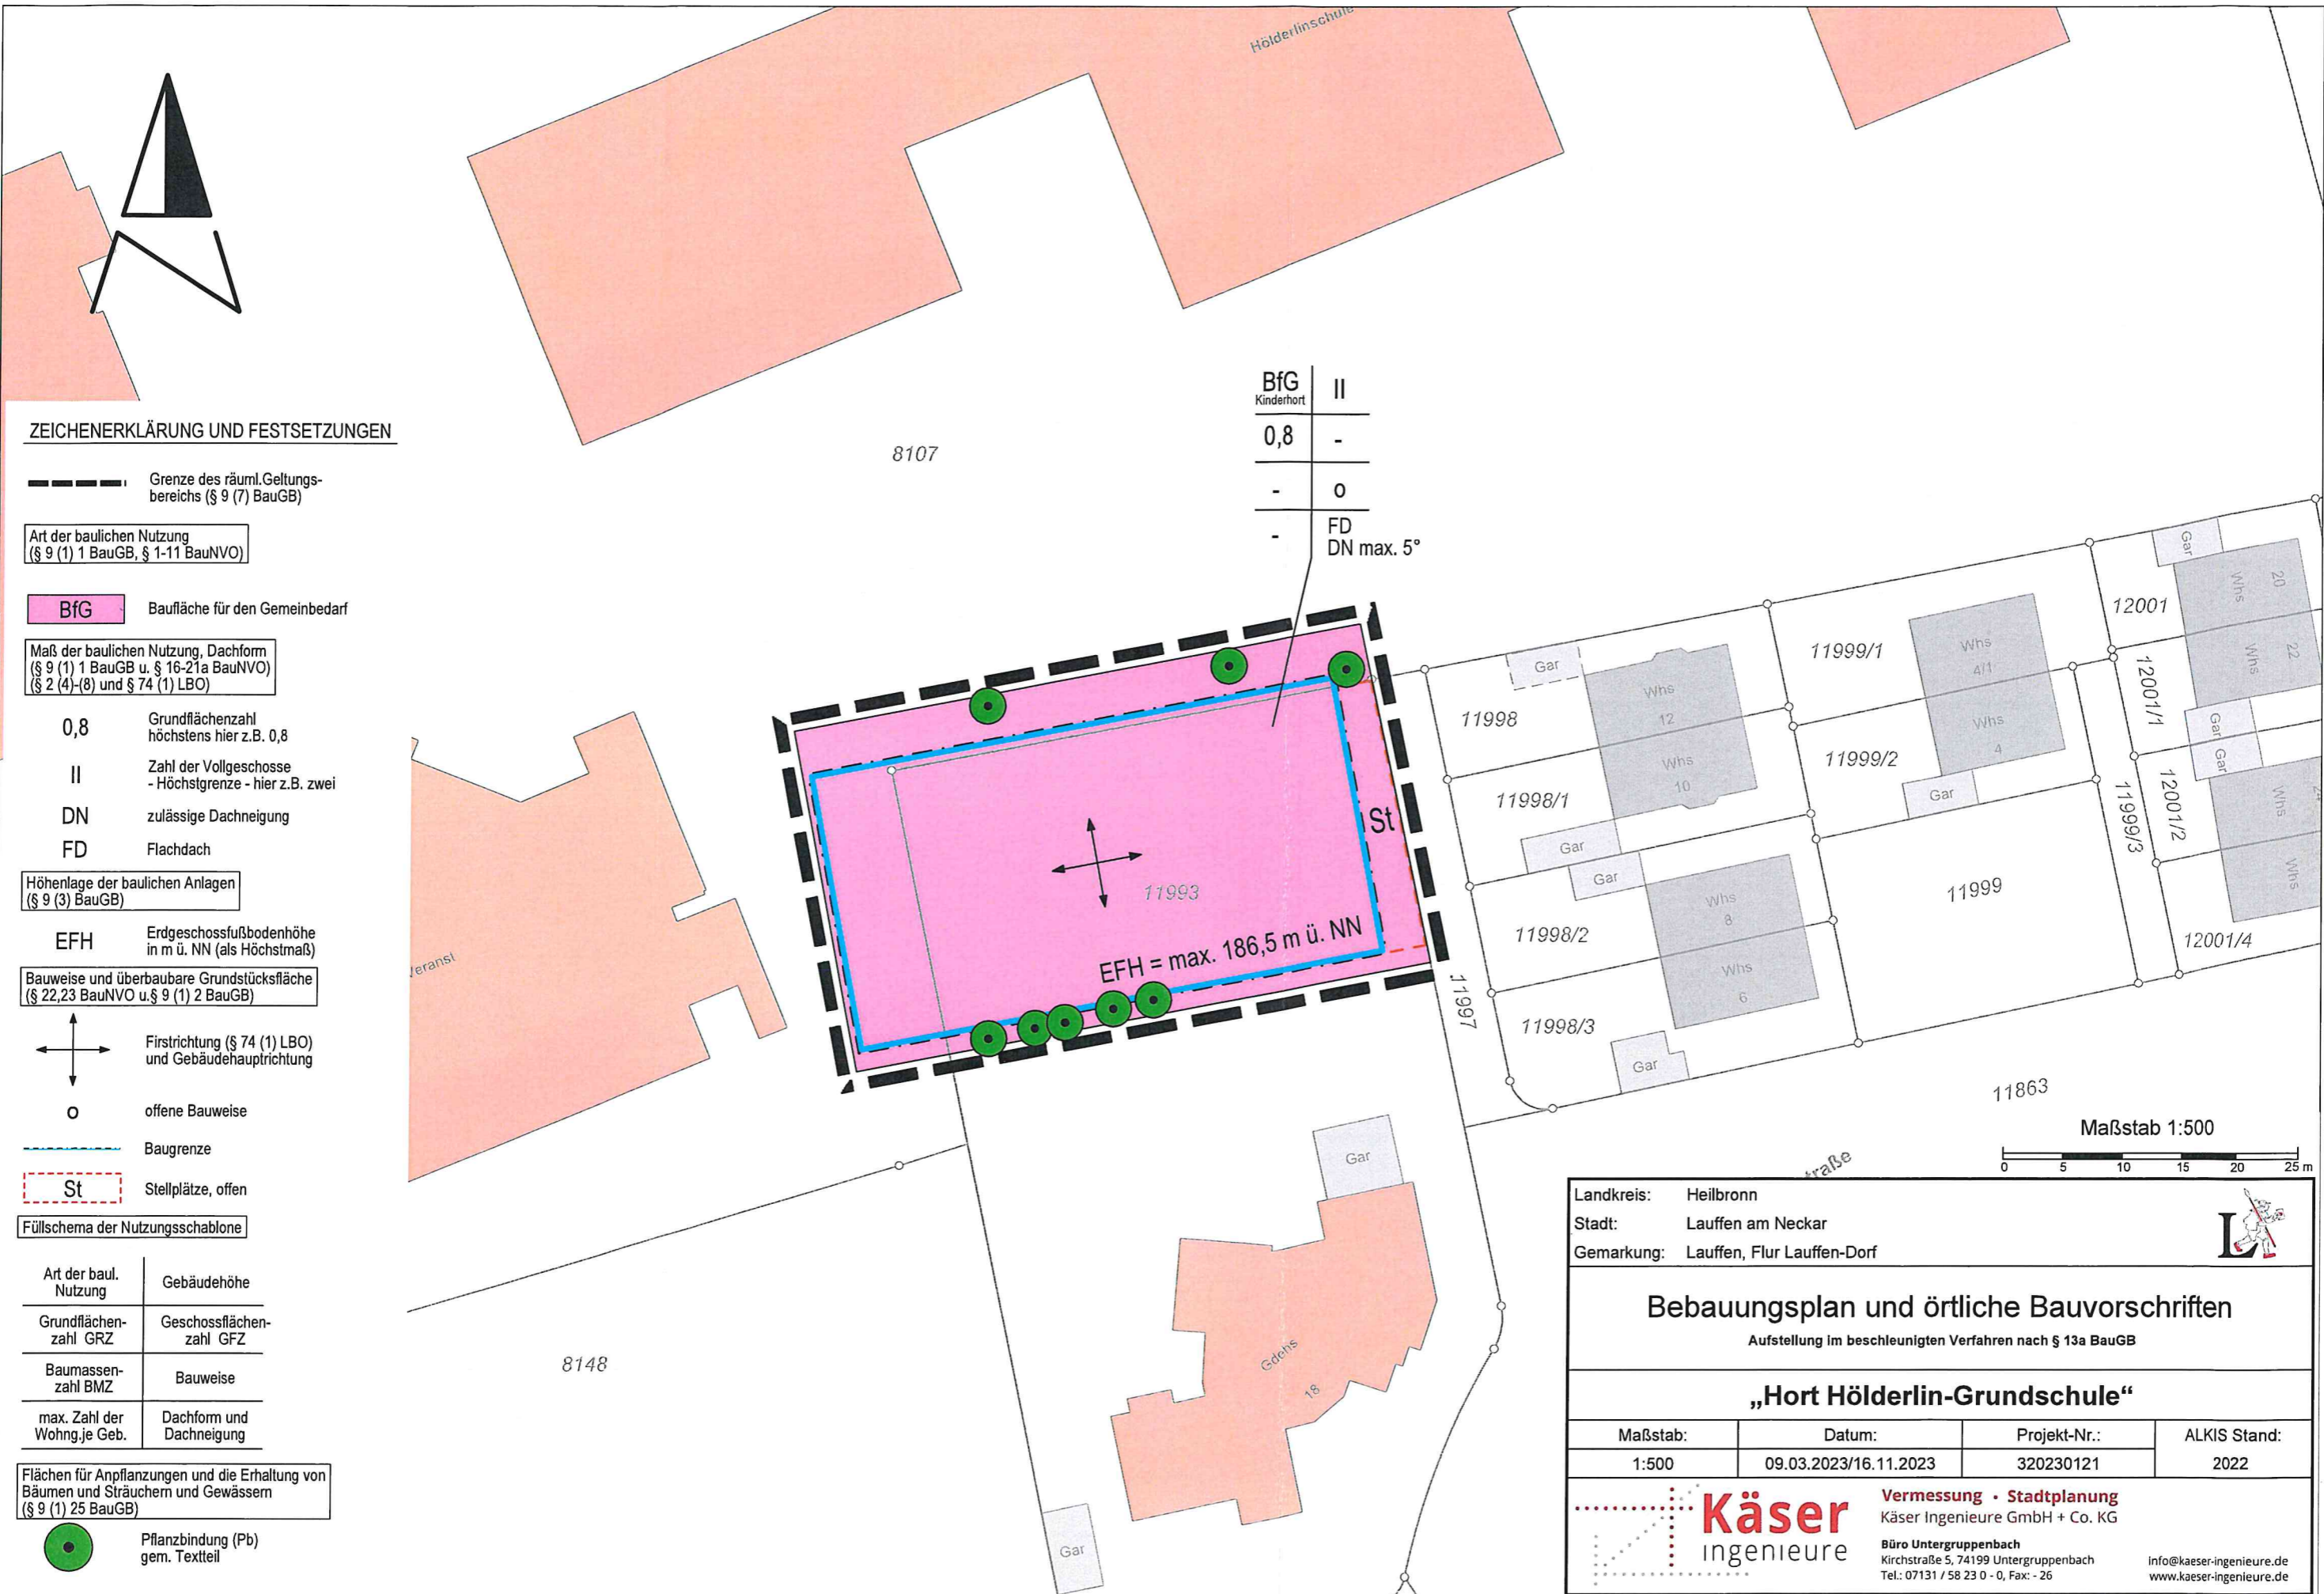 Hölderlinschule
ZEICHENERKLÄRUNG UND FESTSETZUNGEN
Grenze des räuml.Geltungs-
bereichs (§ 9 (7) BauGB)
Art der baulichen Nutzung
(§ 9 (1) 1 BauGB, § 1-11 BauNVO)
BfG
Baufläche für den Gemeinbedarf
Maß der baulichen Nutzung, Dachform
(§ 9 (1) 1 BauGB u. § 16-21a BauNVO)
(§ 2 (4)-(8) und § 74 (1) LBO)
0,8
Grundflächenzahl
höchstens hier z.B. 0,8
II
Zahl der Vollgeschosse
- Höchstgrenze - hier z.B. zwei
DN
zulässige Dachneigung
FD
Flachdach
Höhenlage der baulichen Anlagen
(§ 9 (3) BauGB)
EFH
Erdgeschossfußbodenhöhe
in m ü. NN (als Höchstmaß)
Bauweise und überbaubare Grundstücksfläche
(§ 22,23 BauNVO u.§ 9 (1) 2 BauGB)
Firstrichtung (§ 74 (1) LBO)
und Gebäudehauptrichtung
o
offene Bauweise
Baugrenze
St
Stellplätze, offen
Füllschema der Nutzungsschablone
Art der baul.
Nutzung
Gebäudehöhe
Grundflächen-
zahl GRZ
Geschossflächen-
zahl GFZ
Baumassen-
zahl BMZ
Bauweise
max. Zahl der
Wohng.je Geb.
Dachform und
Dachneigung
Flächen für Anpflanzungen und die Erhaltung von
Bäumen und Sträuchern und Gewässern
(§ 9 (1) 25 BauGB)
Pflanzbindung (Pb)
gem. Textteil
8107
BfG
Kinderhort
II
0,8
-
-
o
-
FD
DN max. 5°
11993
St
EFH = max. 186,5 m ü. NN
eranst
8148
11997
Gar
Gdehs
18
Gar
11998
Gar
Whs
12
11998/1
Whs
10
Gar
Gar
11998/2
Whs
8
Whs
6
11998/3
Gar
11999/1
Whs
4/1
11999/2
Whs
4
Gar
11999
11999/3
12001
Gar
Whs
20
Whs
22
12001/1
Gar
Gar
12001/2
Whs
Whs
12001/4
11863
traße
Maßstab 1:500
0 5 10 15 20 25 m
Landkreis: Heilbronn
Stadt: Lauffen am Neckar
Gemarkung: Lauffen, Flur Lauffen-Dorf
L
Bebauungsplan und örtliche Bauvorschriften
Aufstellung im beschleunigten Verfahren nach § 13a BauGB
„Hort Hölderlin-Grundschule“
Maßstab: Datum: Projekt-Nr.: ALKIS Stand:
1:500 09.03.2023/16.11.2023 320230121 2022
Käser
ingenieure
Vermessung · Stadtplanung
Käser Ingenieure GmbH + Co. KG
Büro Untergruppenbach
Kirchstraße 5, 74199 Untergruppenbach
Tel.: 07131 / 58 23 0 - 0, Fax: - 26
info@kaeser-ingenieure.de
www.kaeser-ingenieure.de